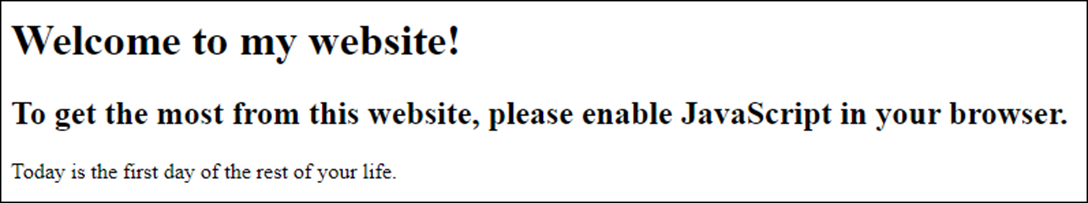 Welcome to my website!
To get the most from this website, please enable JavaScript in your browser.
Today is the first day of the rest of your life.